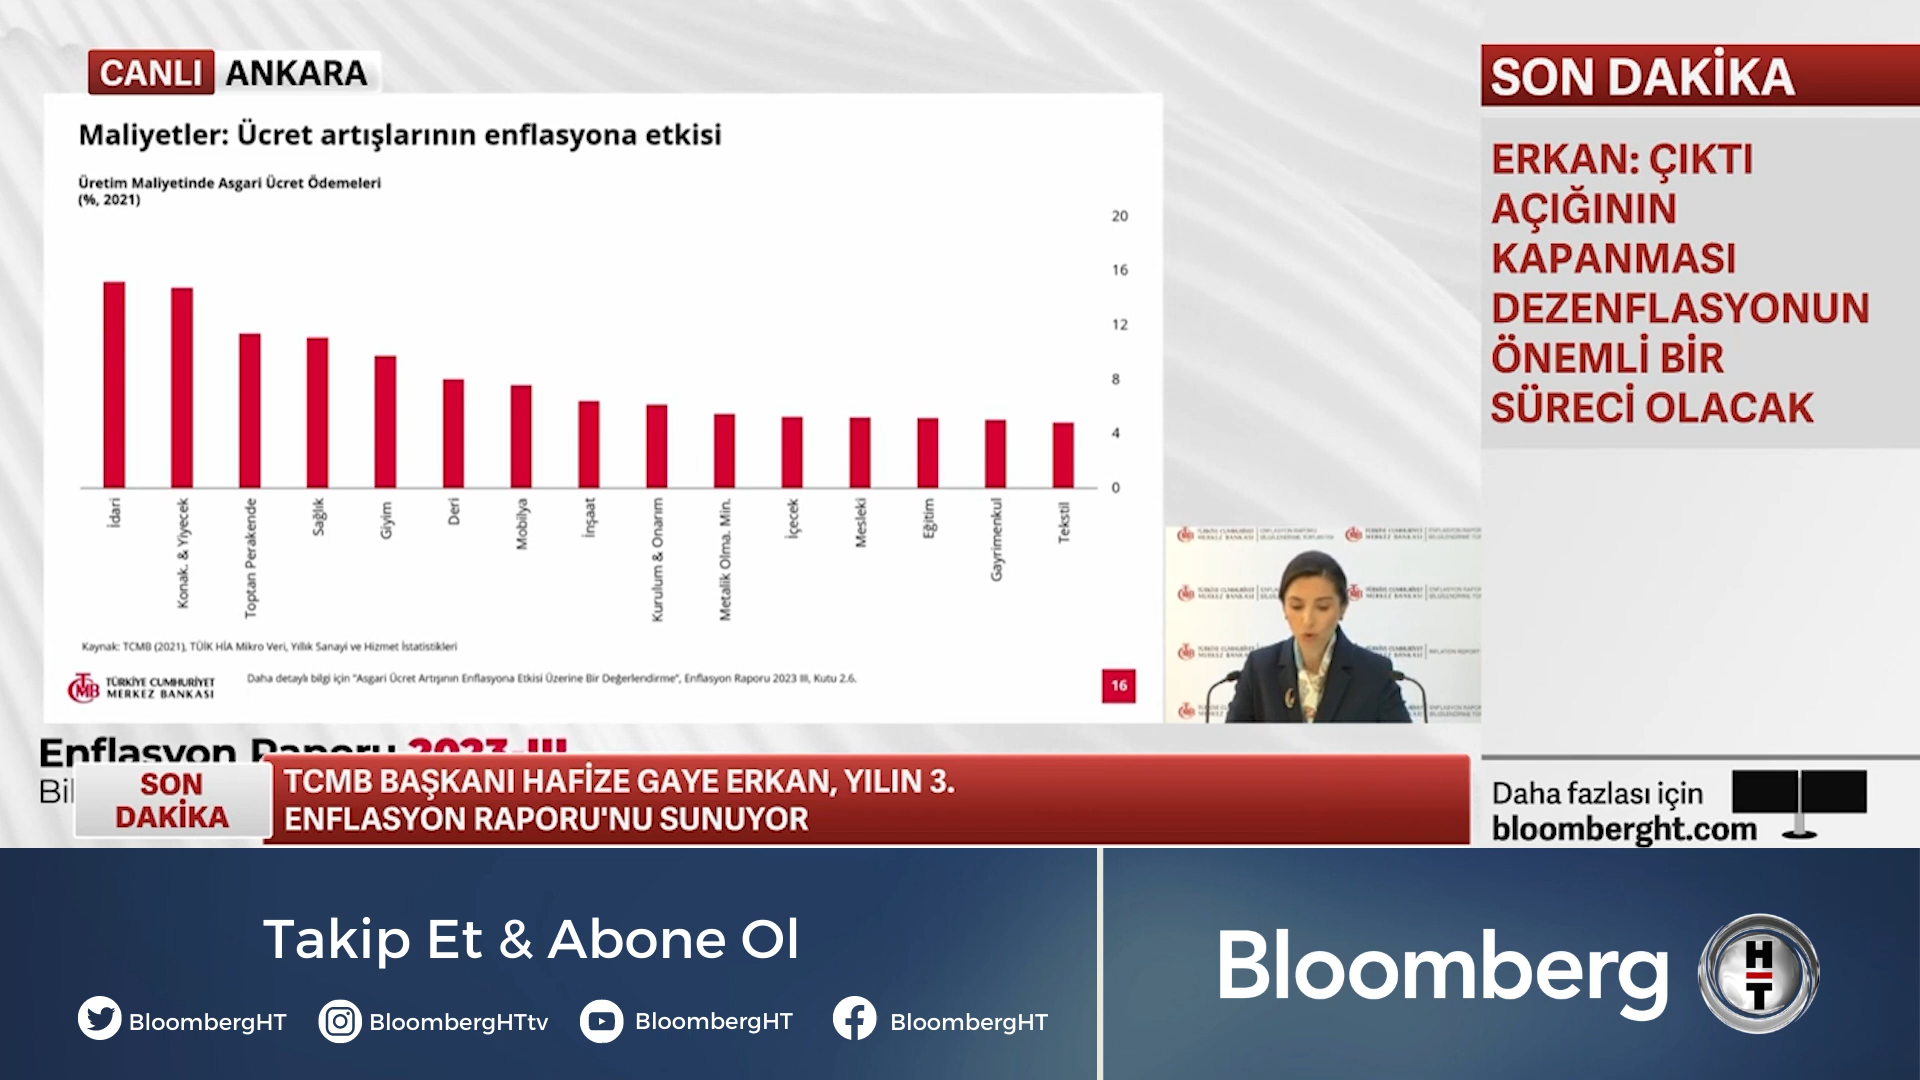 CANLI ANKARA
Maliyetler: Ücret artışlarının enflasyona etkisi
Üretim Maliyetinde Asgari Ücret Ödemeleri
(%, 2021)
20
16
12
8
4
0
İdari
Konak. & Yiyecek
Toptan Perakende
Sağlık
Giyim
Deri
Mobilya
İnşaat
Kurulum & Onarım
Metalik Olma. Min.
İçecek
Mesleki
Eğitim
Gayrimenkul
Tekstil
Kaynak: TCMB (2021), TÜİK HİA Mikro Veri, Yıllık Sanayi ve Hizmet İstatistikleri
TÜRKİYE CUMHURİYET
MERKEZ BANKASI
Daha detaylı bilgi için "Asgari Ücret Artışının Enflasyona Etkisi Üzerine Bir Değerlendirme", Enflasyon Raporu 2023 III, Kutu 2.6.
16
SON DAKİKA
ERKAN: ÇIKTI
AÇIĞININ
KAPANMASI
DEZENFLASYONUN
ÖNEMLİ BİR
SÜRECİ OLACAK
Enflasyon Raporu 2023-III
SON
DAKİKA
TCMB BAŞKANI HAFİZE GAYE ERKAN, YILIN 3.
ENFLASYON RAPORU'NU SUNUYOR
Daha fazlası için
bloomberght.com
Takip Et & Abone Ol
BloombergHT
BloombergHTtv
BloombergHT
BloombergHT
Bloomberg HT